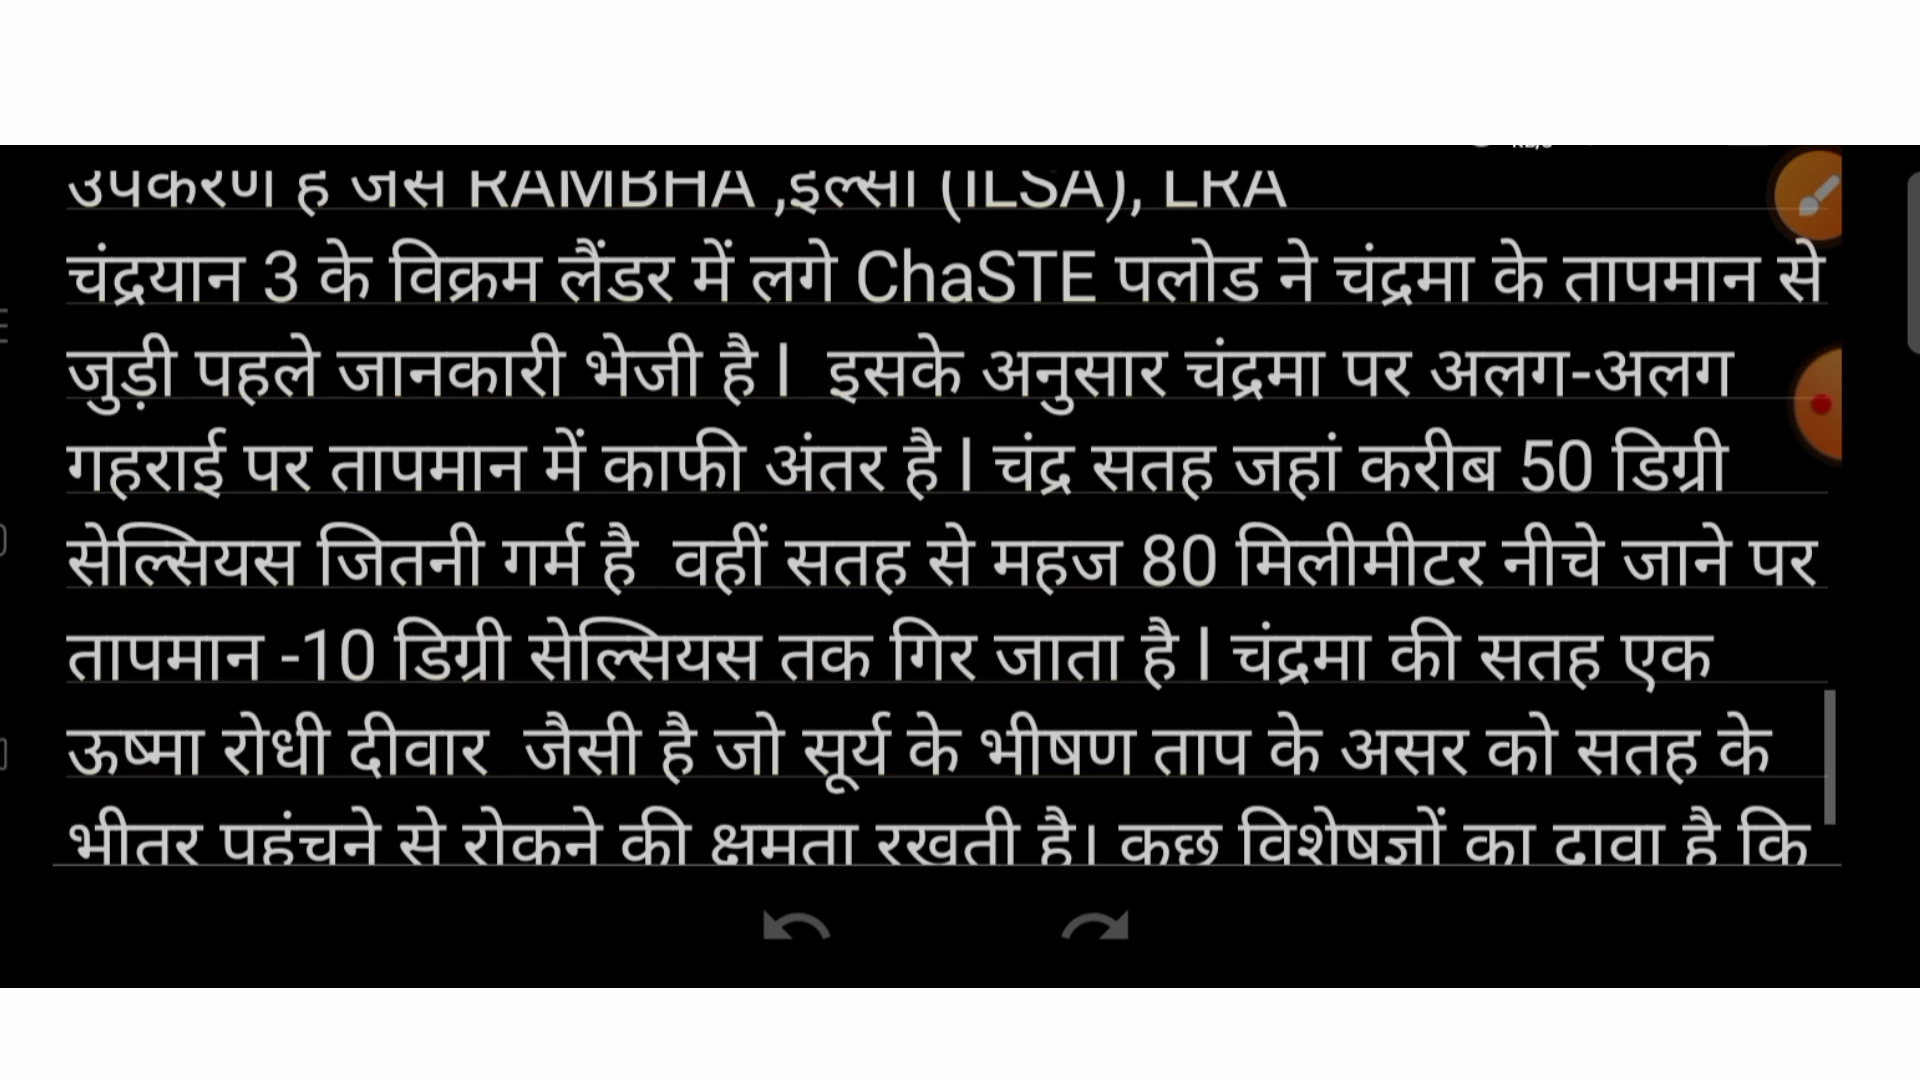 उपकरण है जैसे RAMBHA ,इल्सा (ILSA), LRA
चंद्रयान 3 के विक्रम लैंडर में लगे ChaSTE पलोड ने चंद्रमा के तापमान से
जुड़ी पहले जानकारी भेजी है l इसके अनुसार चंद्रमा पर अलग-अलग
गहराई पर तापमान में काफी अंतर है l चंद्र सतह जहां करीब 50 डिग्री
सेल्सियस जितनी गर्म है वहीं सतह से महज 80 मिलीमीटर नीचे जाने पर
तापमान -10 डिग्री सेल्सियस तक गिर जाता है l चंद्रमा की सतह एक
ऊष्मा रोधी दीवार जैसी है जो सूर्य के भीषण ताप के असर को सतह के
भीतर पहुंचने से रोकने की क्षमता रखती है। कुछ विशेषज्ञों का दावा है कि